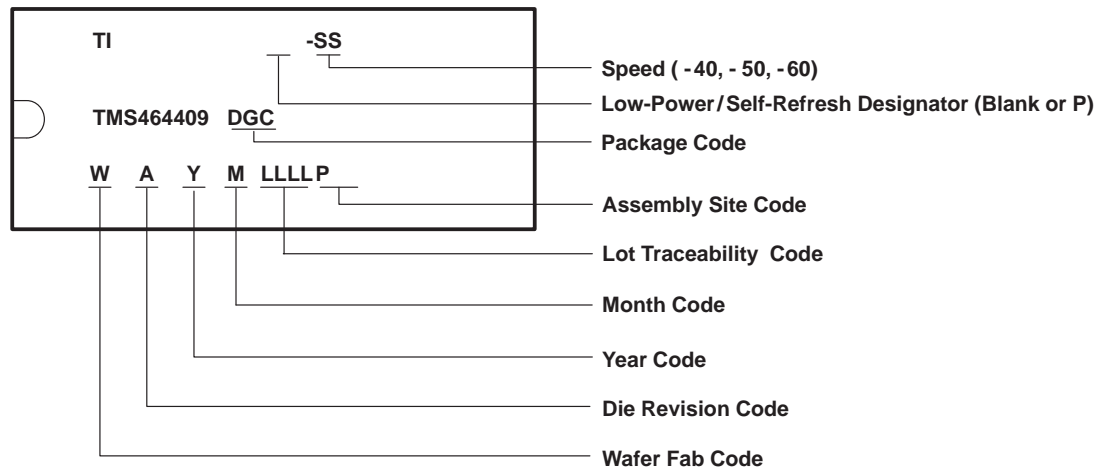 TI -SS
Speed ( -40, - 50, -60)
Low-Power/Self-Refresh Designator (Blank or P)
TMS464409 DGC
Package Code
W A Y M LLLL P
Assembly Site Code
Lot Traceability Code
Month Code
Year Code
Die Revision Code
Wafer Fab Code